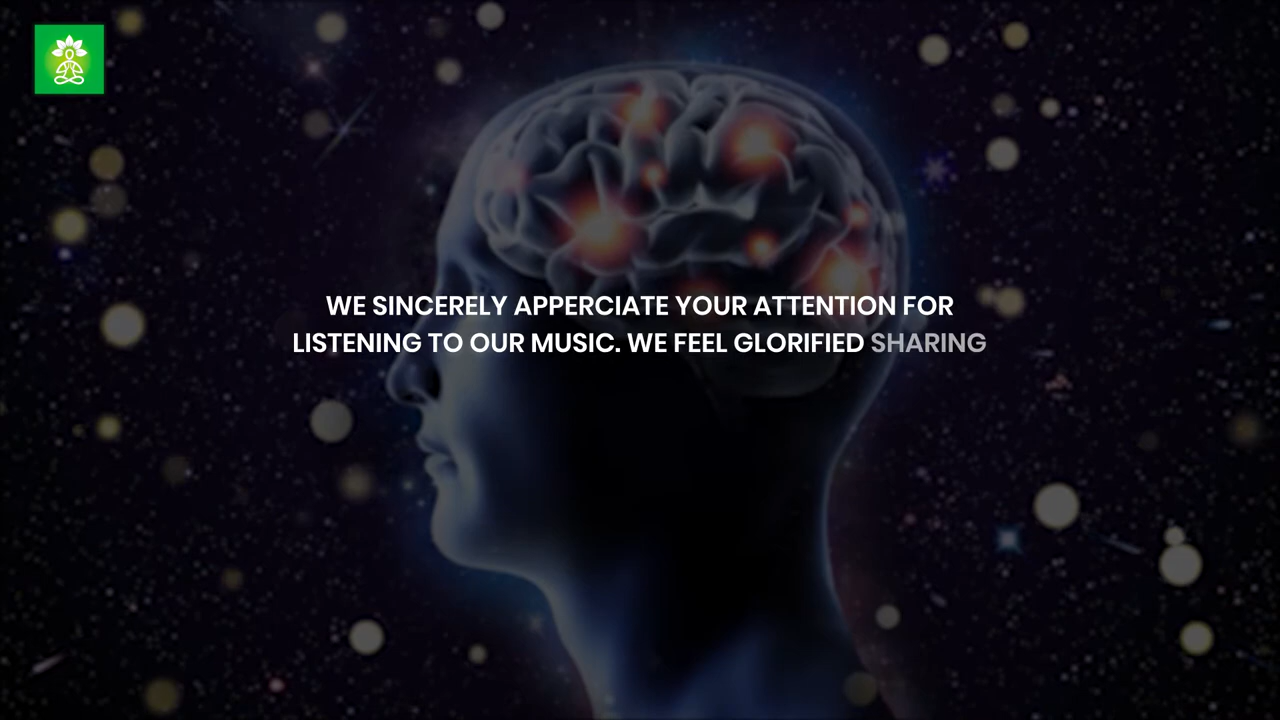 WE SINCERELY APPERCIATE YOUR ATTENTION FOR
LISTENING TO OUR MUSIC. WE FEEL GLORIFIED SHARING